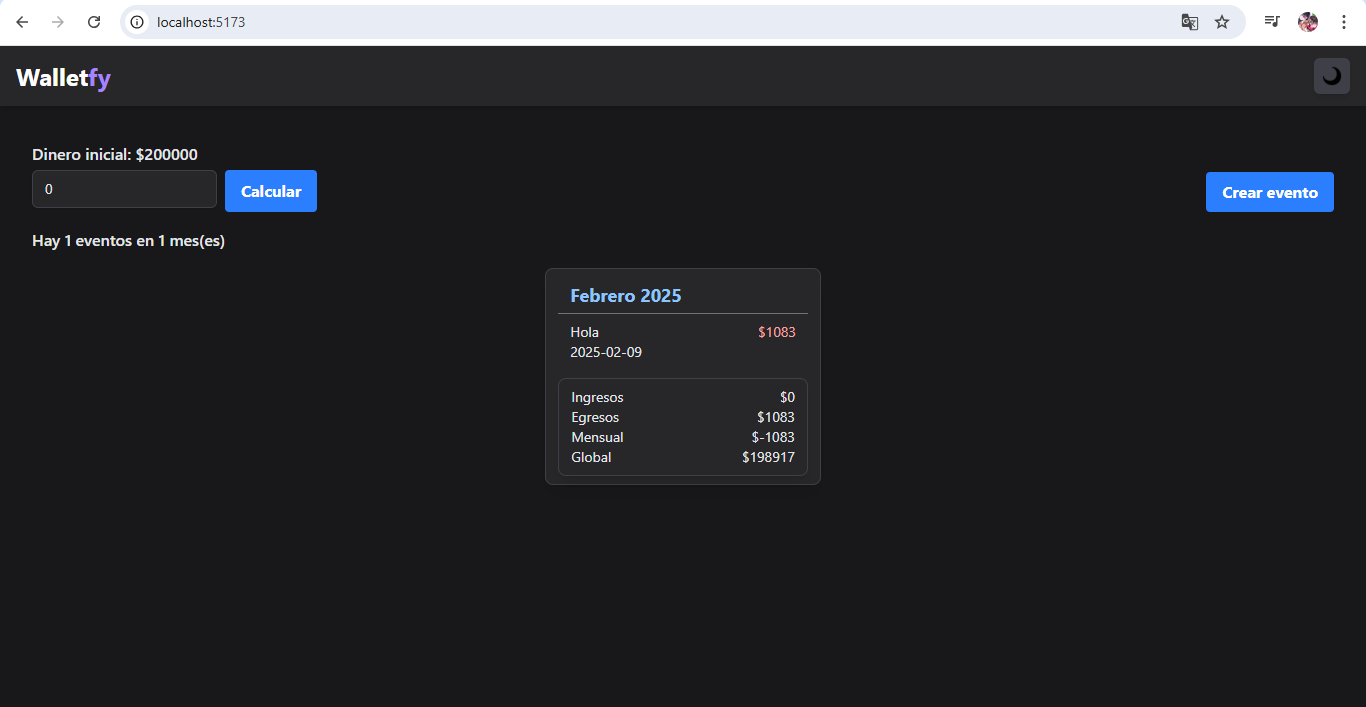 localhost:5173
Walletfy
Dinero inicial: $200000
0
Calcular
Crear evento
Hay 1 eventos en 1 mes(es)
Febrero 2025
Hola $1083
2025-02-09
Ingresos $0
Egresos $1083
Mensual $-1083
Global $198917